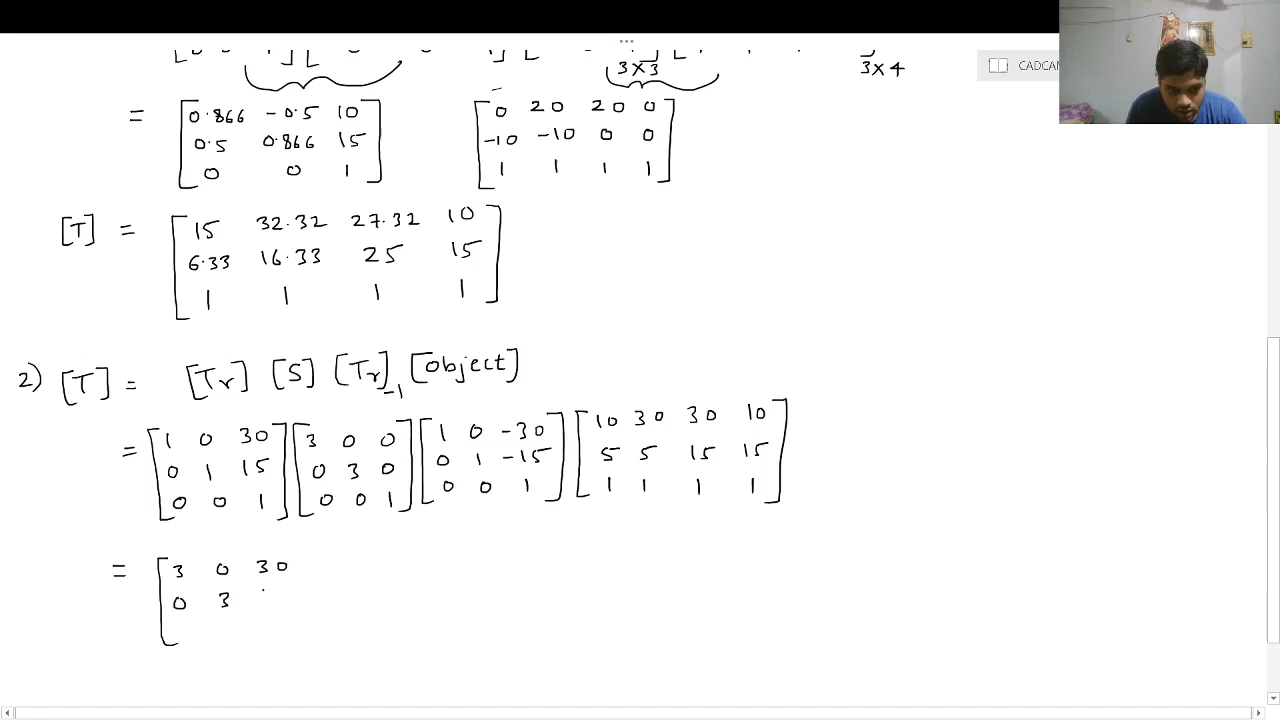 3x3 3x4
CADCAM
= [0.866 -0.5 10] [0 20 20 0]
[0.5 0.866 15] [-10 -10 0 0]
[0 0 1] [1 1 1 1]
[T] = [15 32.32 27.32 10]
[6.33 16.33 25 15]
[1 1 1 1]
2) [T] = [Tr] [S] [Tr]-1 [Object]
= [1 0 30] [3 0 0] [1 0 -30] [10 30 30 10]
[0 1 15] [0 3 0] [0 1 -15] [5 5 15 15]
[0 0 1] [0 0 1] [0 0 1] [1 1 1 1]
= [3 0 30
0 3